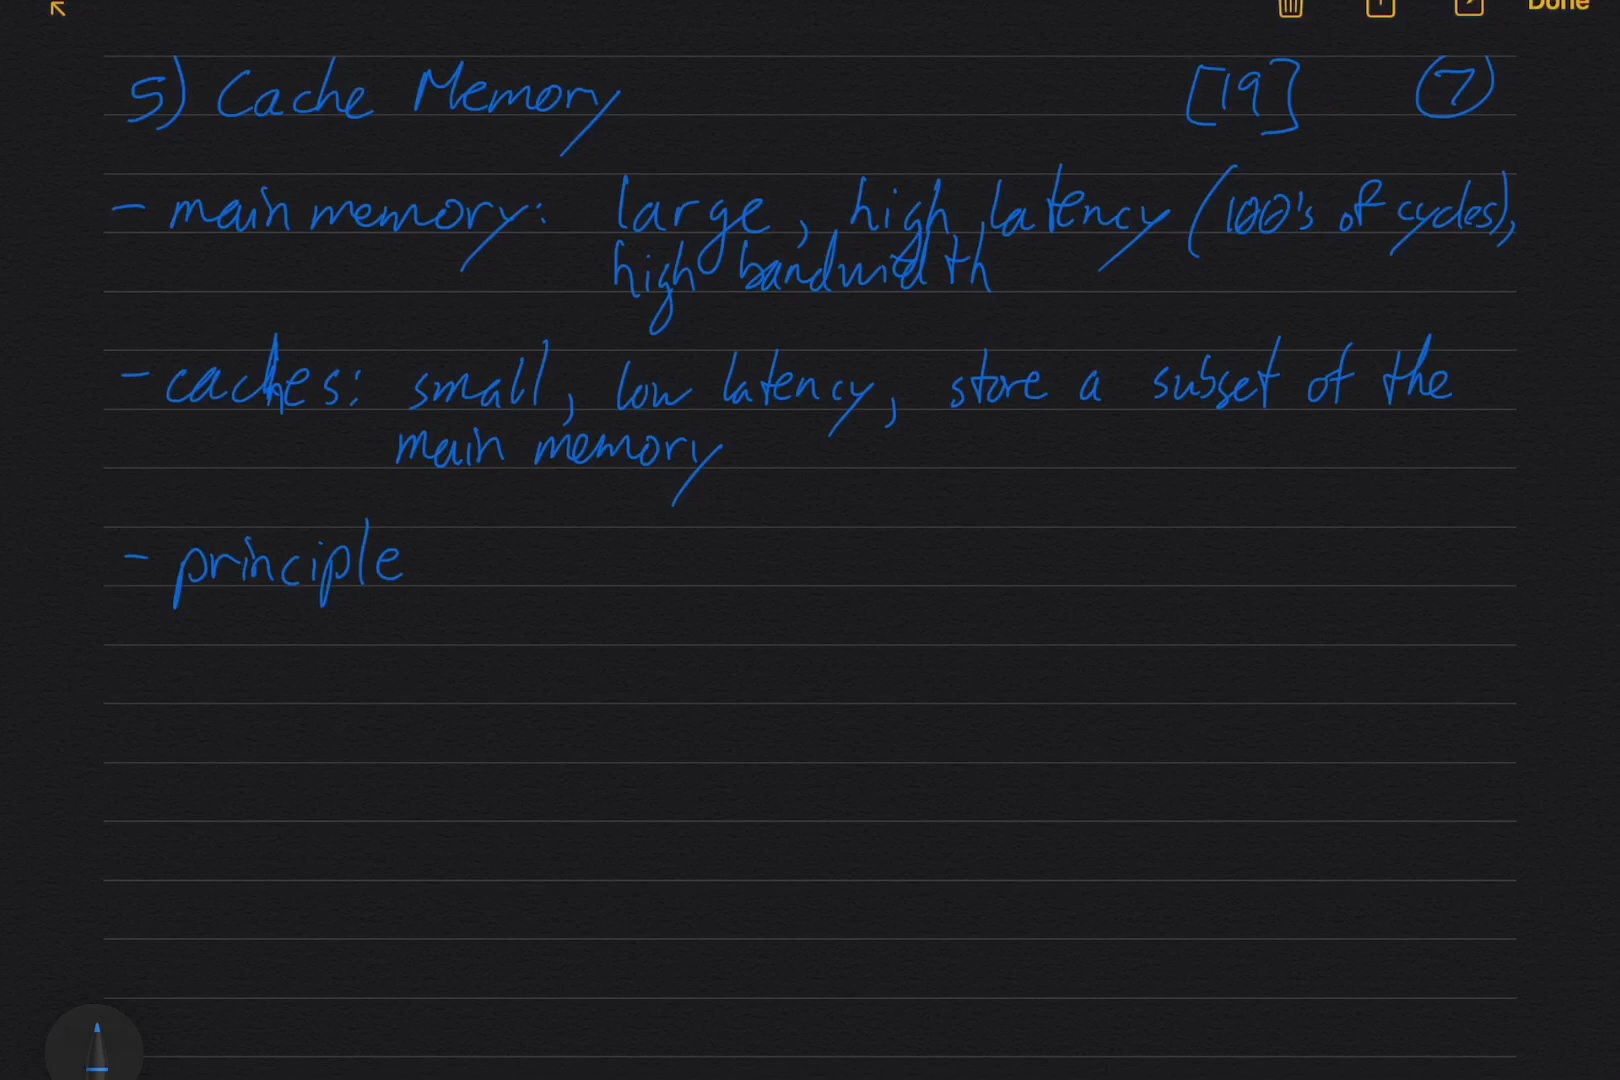 Done
5) Cache Memory [19] 7
- main memory: large, high latency (100's of cycles),
high bandwidth
- caches: small, low latency, store a subset of the
main memory
- principle